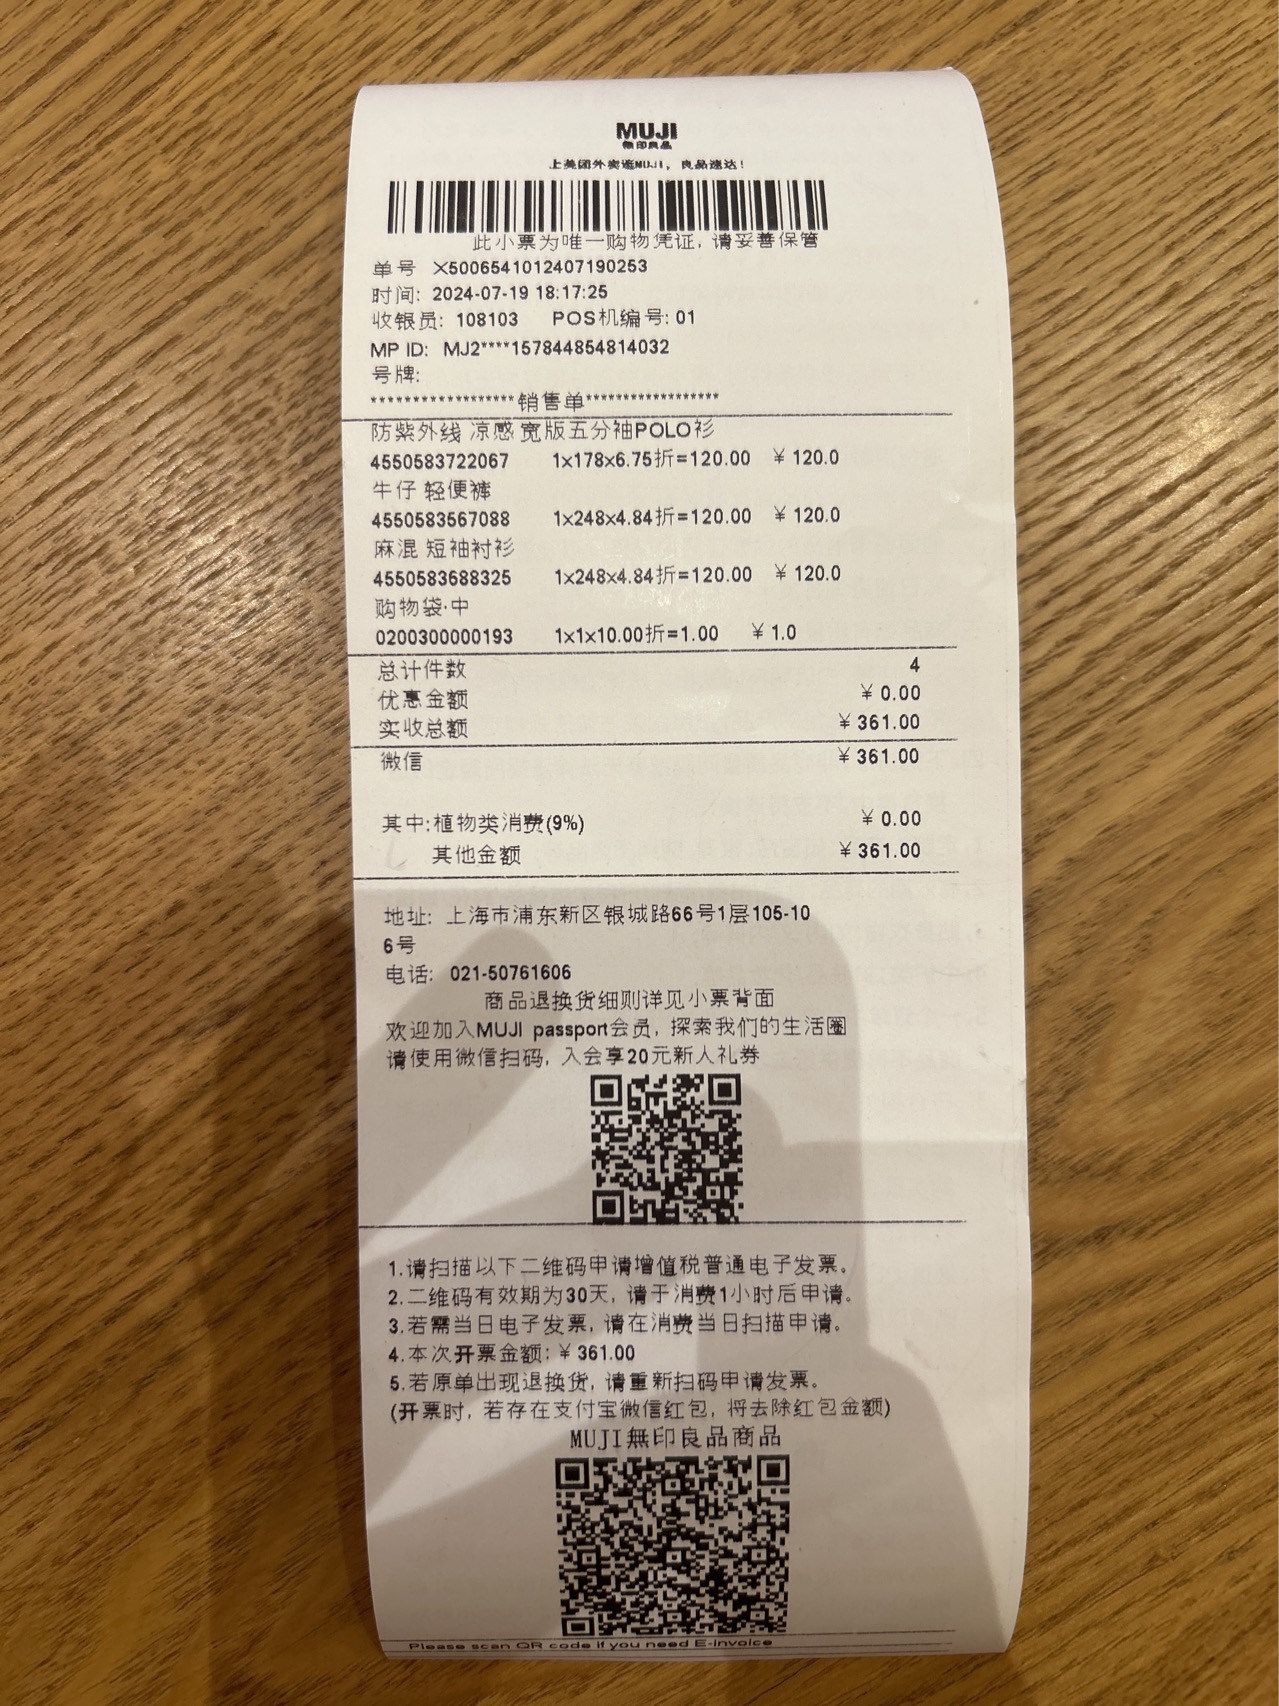 MUJI
無印良品
上美团外卖逛MUJI，良品速达！
此小票为唯一购物凭证，请妥善保管
单号 X5006541012407190253
时间: 2024-07-19 18:17:25
收银员: 108103 POS机编号: 01
MP ID: MJ2****157844854814032
号牌:
*****************销售单****************
防紫外线 凉感 宽版五分袖POLO衫
4550583722067 1x178x6.75折=120.00 ￥120.0
牛仔 轻便裤
4550583567088 1x248x4.84折=120.00 ￥120.0
麻混 短袖衬衫
4550583688325 1x248x4.84折=120.00 ￥120.0
购物袋·中
0200300000193 1x1x10.00折=1.00 ￥1.0
总计件数 4
优惠金额 ￥0.00
实收总额 ￥361.00
微信 ￥361.00
其中:植物类消费(9%) ￥0.00
其他金额 ￥361.00
地址: 上海市浦东新区银城路66号1层105-10
6号
电话: 021-50761606
商品退换货细则详见小票背面
欢迎加入MUJI passport会员, 探索我们的生活圈
请使用微信扫码, 入会享20元新人礼券
1.请扫描以下二维码申请增值税普通电子发票。
2.二维码有效期为30天, 请于消费1小时后申请。
3.若需当日电子发票, 请在消费当日扫描申请。
4.本次开票金额: ￥361.00
5.若原单出现退换货, 请重新扫码申请发票。
(开票时, 若存在支付宝微信红包, 将去除红包金额)
MUJI無印良品商品
Please scan QR code if you need E-invoice